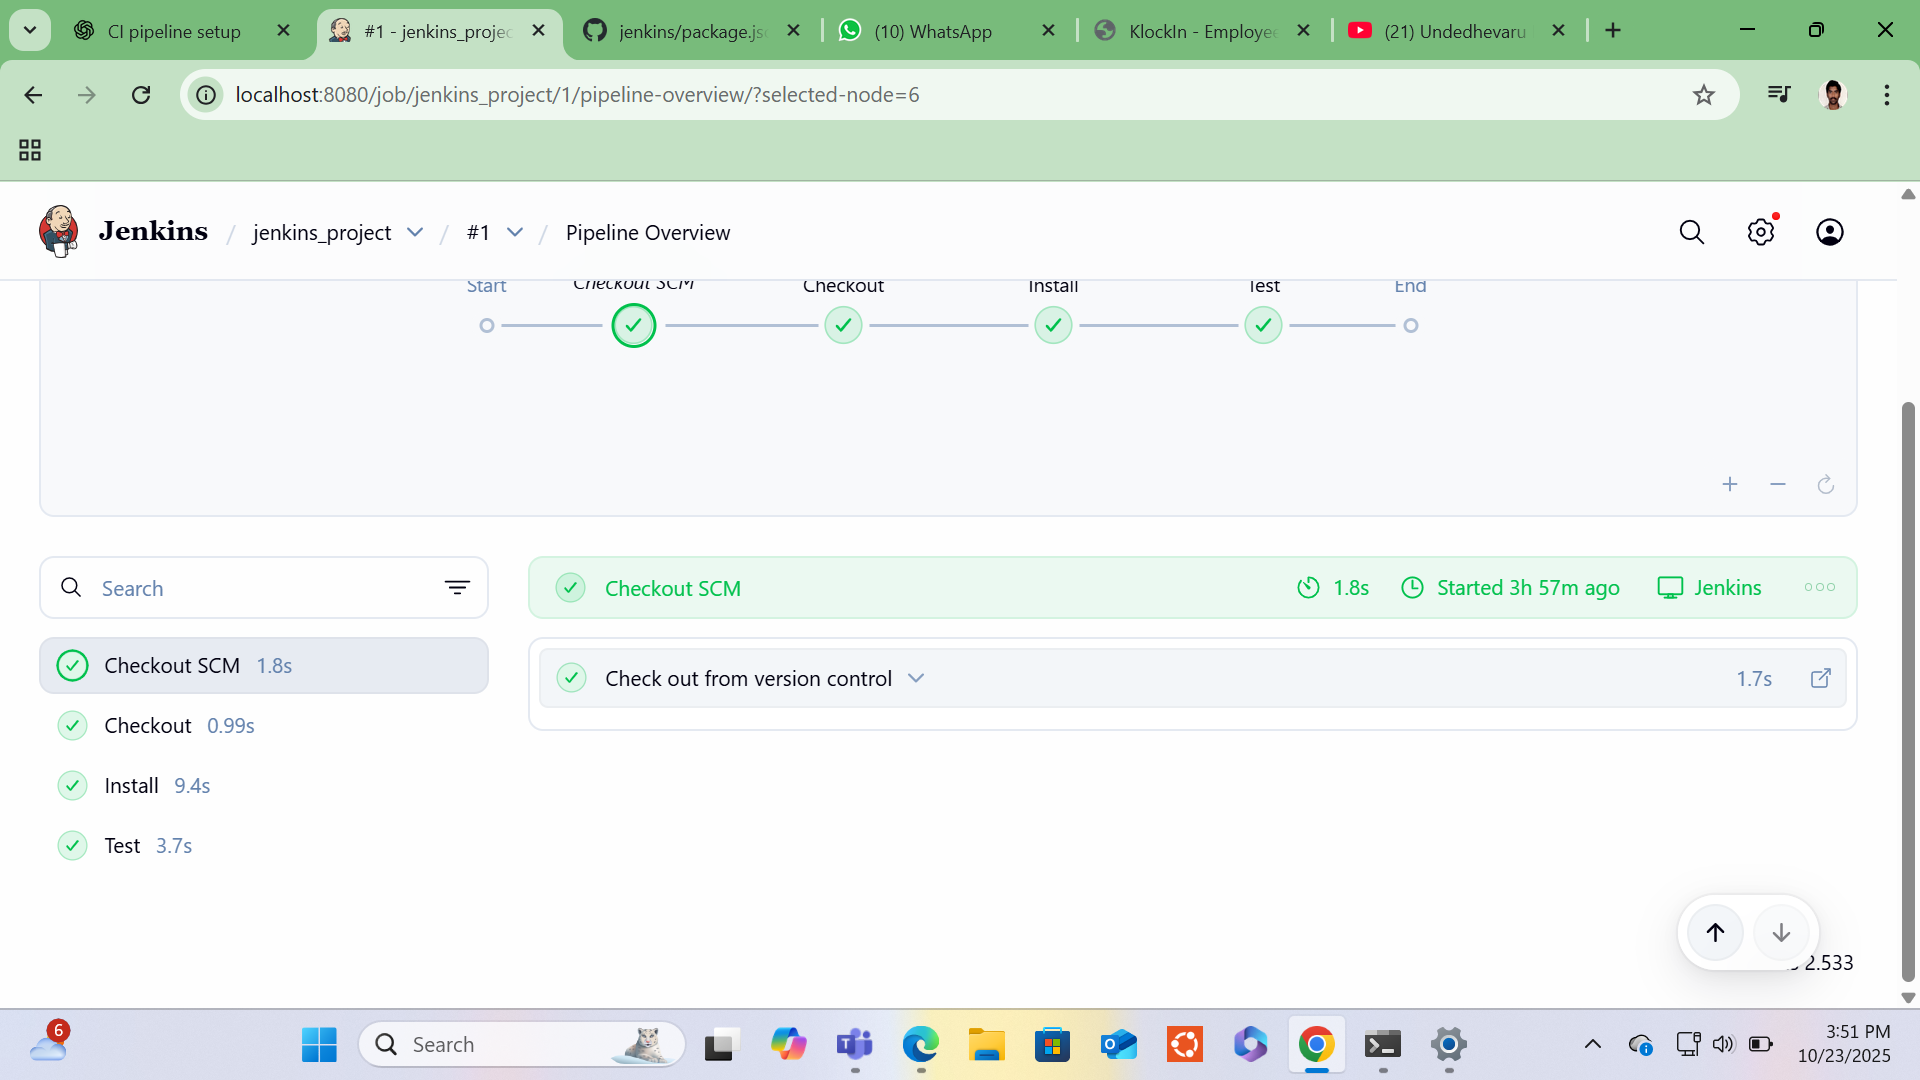 CI pipeline setup
#1 - jenkins_projec
jenkins/package.js
(10) WhatsApp
KlockIn - Employee
(21) Undedhevaru
localhost:8080/job/jenkins_project/1/pipeline-overview/?selected-node=6
Jenkins / jenkins_project / #1 / Pipeline Overview
Start Checkout SCM Checkout Install Test End
Search
Checkout SCM 1.8s Started 3h 57m ago Jenkins
Checkout SCM 1.8s
Check out from version control 1.7s
Checkout 0.99s
Install 9.4s
Test 3.7s
2.533
6
Search
3:51 PM
10/23/2025